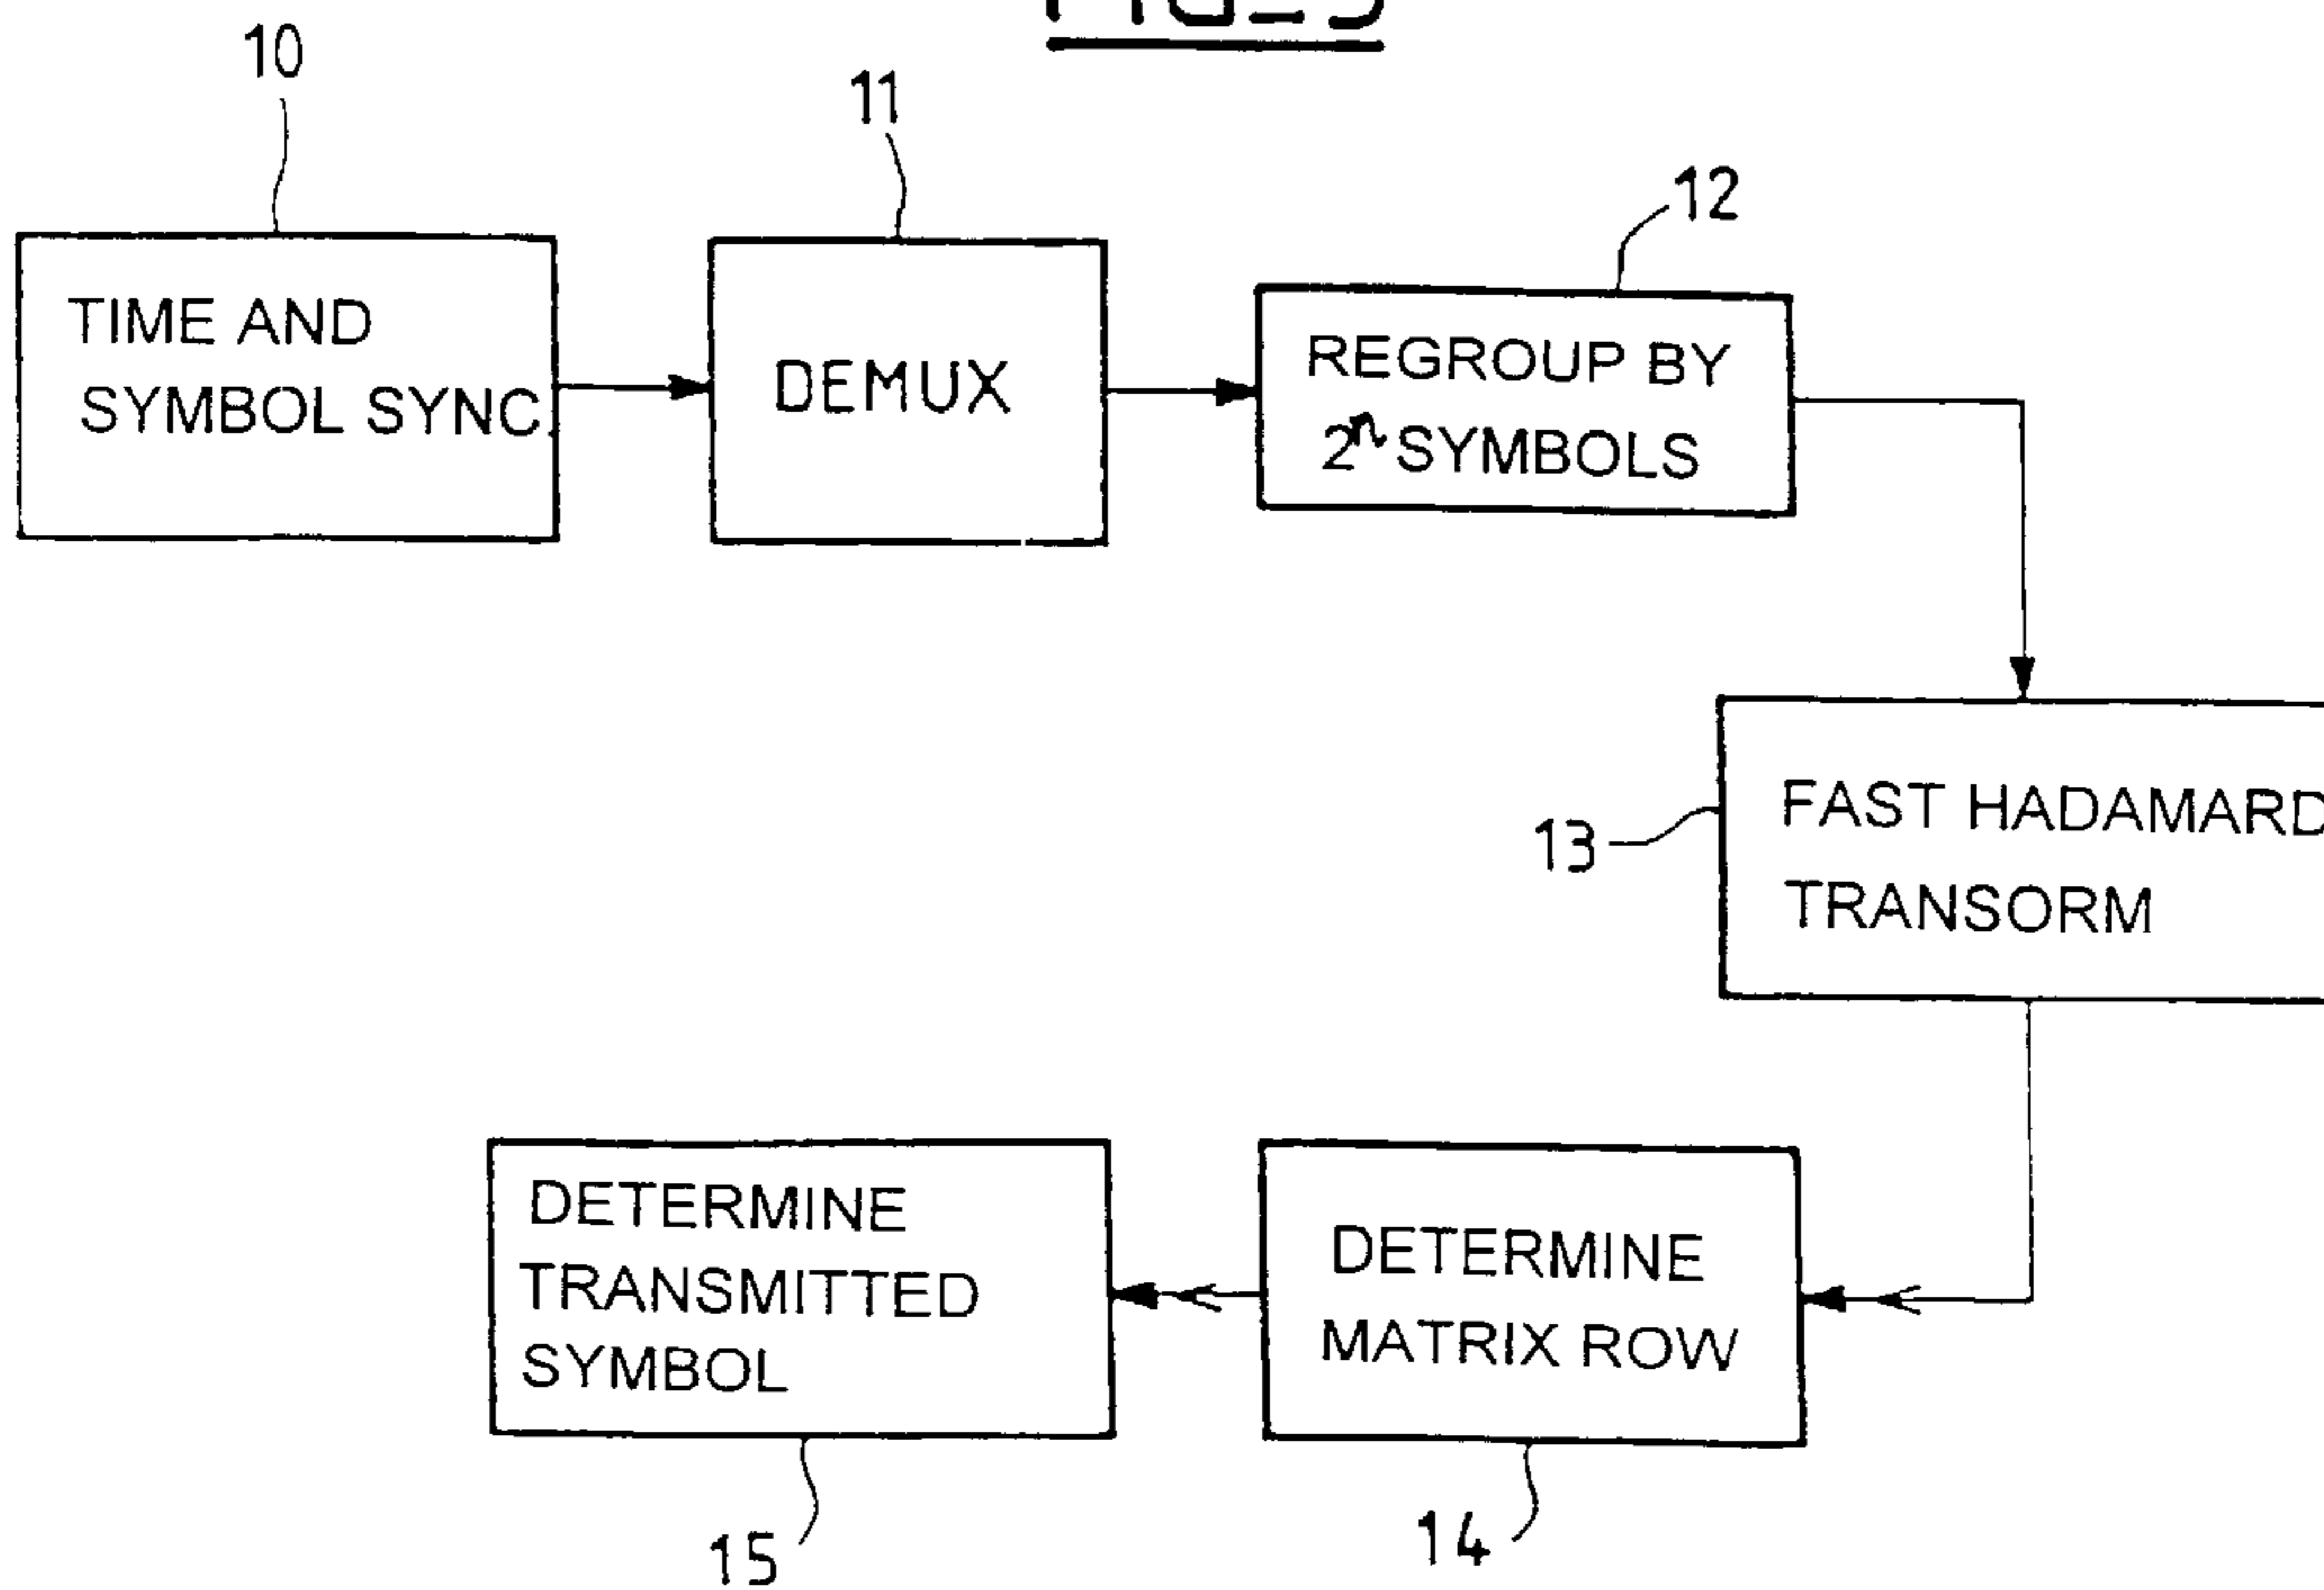 10
11
12
TIME AND
SYMBOL SYNC
DEMUX
REGROUP BY
2ⁿ SYMBOLS
13
FAST HADAMARD
TRANSORM
DETERMINE
TRANSMITTED
SYMBOL
DETERMINE
MATRIX ROW
15
14